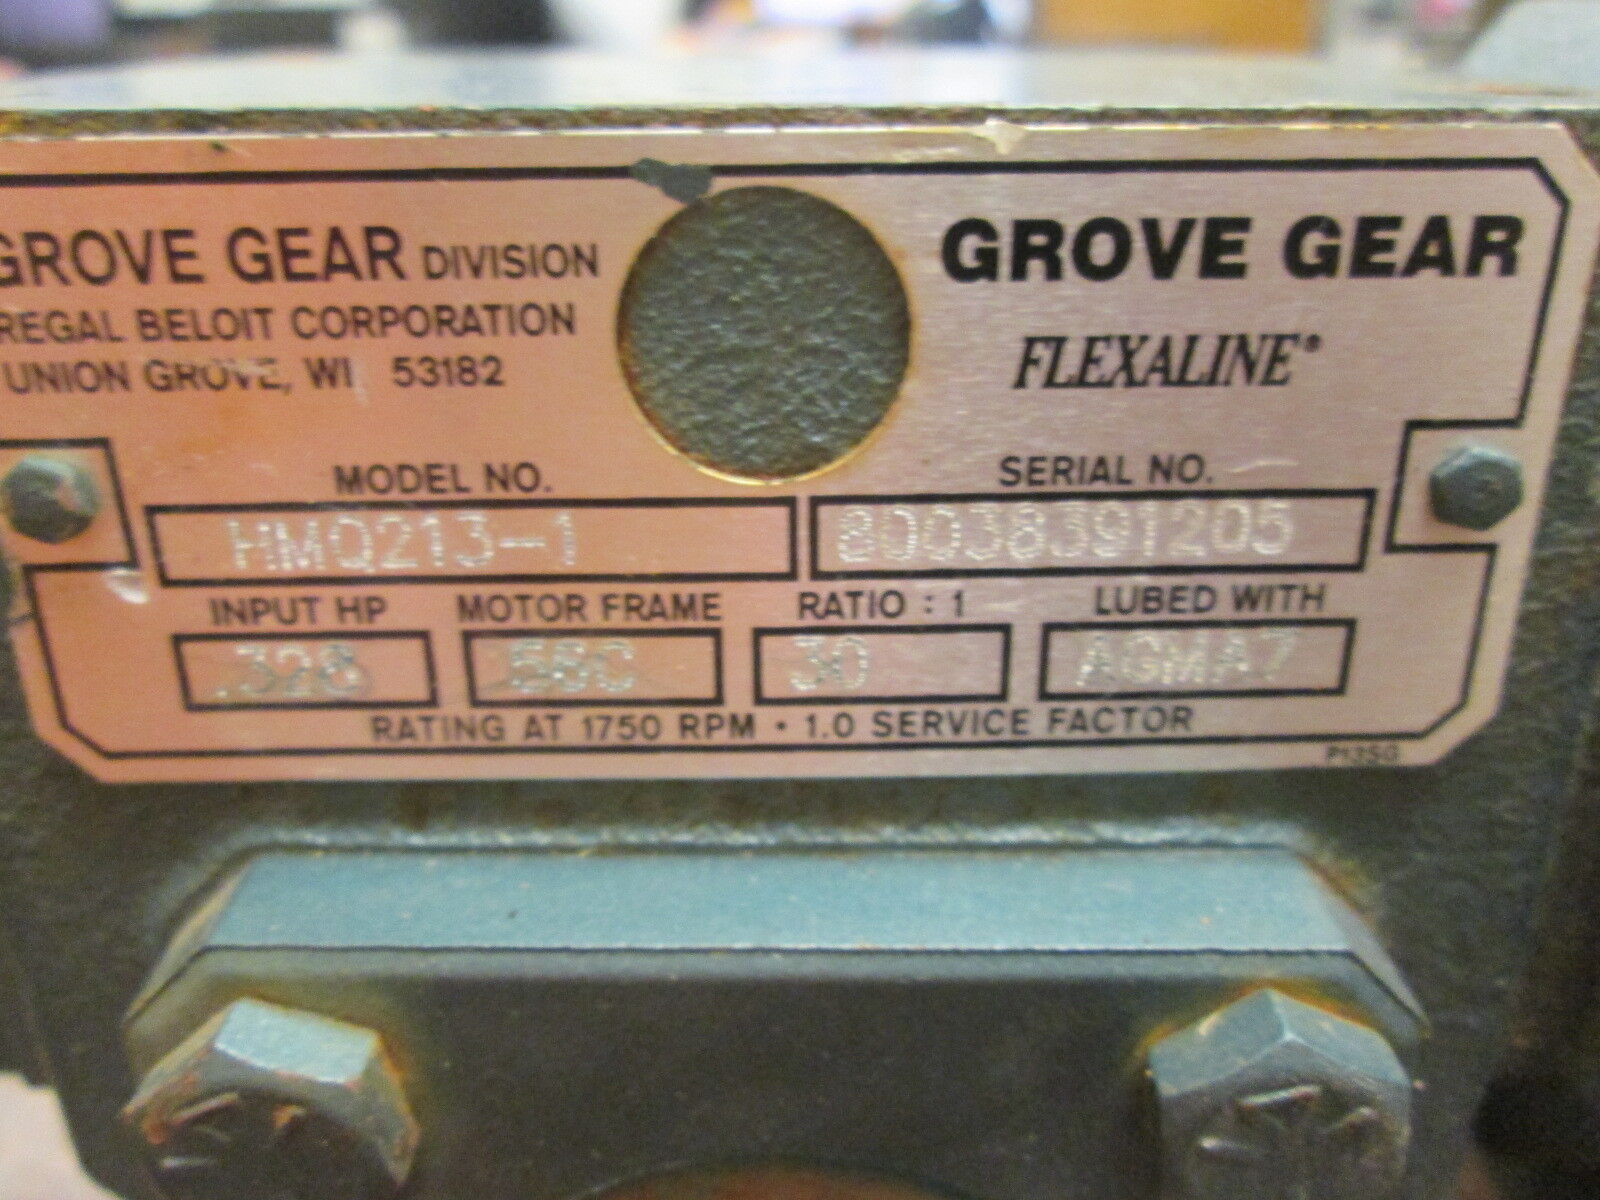 GROVE GEAR DIVISION
REGAL BELOIT CORPORATION
UNION GROVE, WI 53182
GROVE GEAR
FLEXALINE®
MODEL NO.
HMQ213-1
SERIAL NO.
80038391205
INPUT HP
.328
MOTOR FRAME
56C
RATIO : 1
30
LUBED WITH
AGMA7
RATING AT 1750 RPM • 1.0 SERVICE FACTOR
P13SG